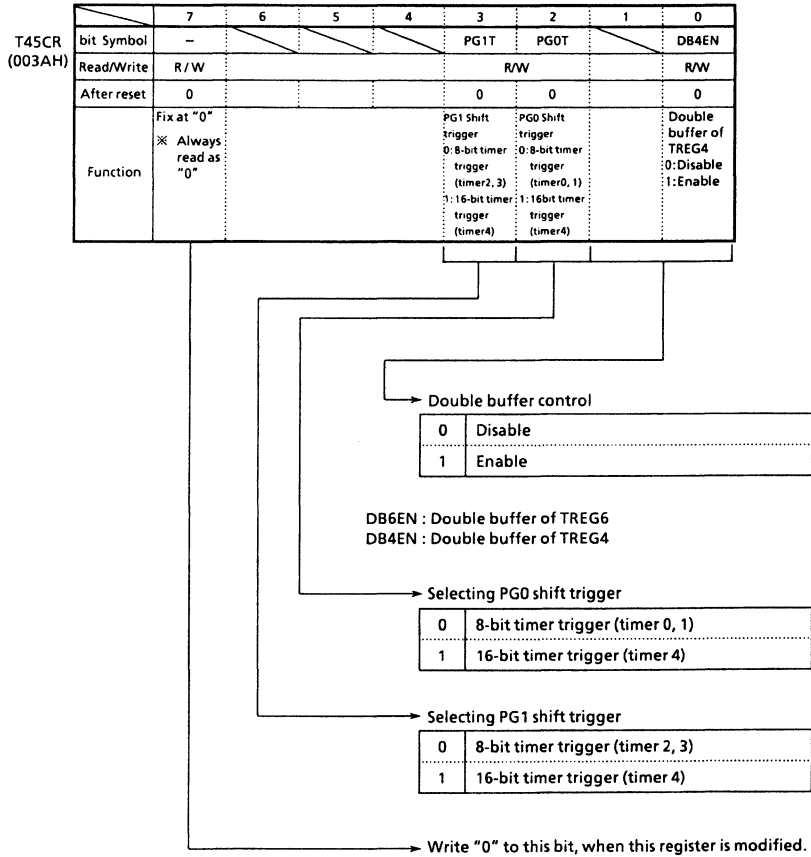 7 6 5 4 3 2 1 0
T45CR
(003AH)
bit Symbol – PG1T PG0T DB4EN
Read/Write R/W R/W R/W
After reset 0 0 0 0
Function
Fix at "0"
※ Always
read as
"0"
PG1 Shift
trigger
0:8-bit timer
trigger
(timer2, 3)
1:16-bit timer
trigger
(timer4)
PG0 Shift
trigger
0:8-bit timer
trigger
(timer0, 1)
1:16bit timer
trigger
(timer4)
Double
buffer of
TREG4
0:Disable
1:Enable
Double buffer control
0 Disable
1 Enable
DB6EN : Double buffer of TREG6
DB4EN : Double buffer of TREG4
Selecting PG0 shift trigger
0 8-bit timer trigger (timer 0, 1)
1 16-bit timer trigger (timer 4)
Selecting PG1 shift trigger
0 8-bit timer trigger (timer 2, 3)
1 16-bit timer trigger (timer 4)
Write "0" to this bit, when this register is modified.